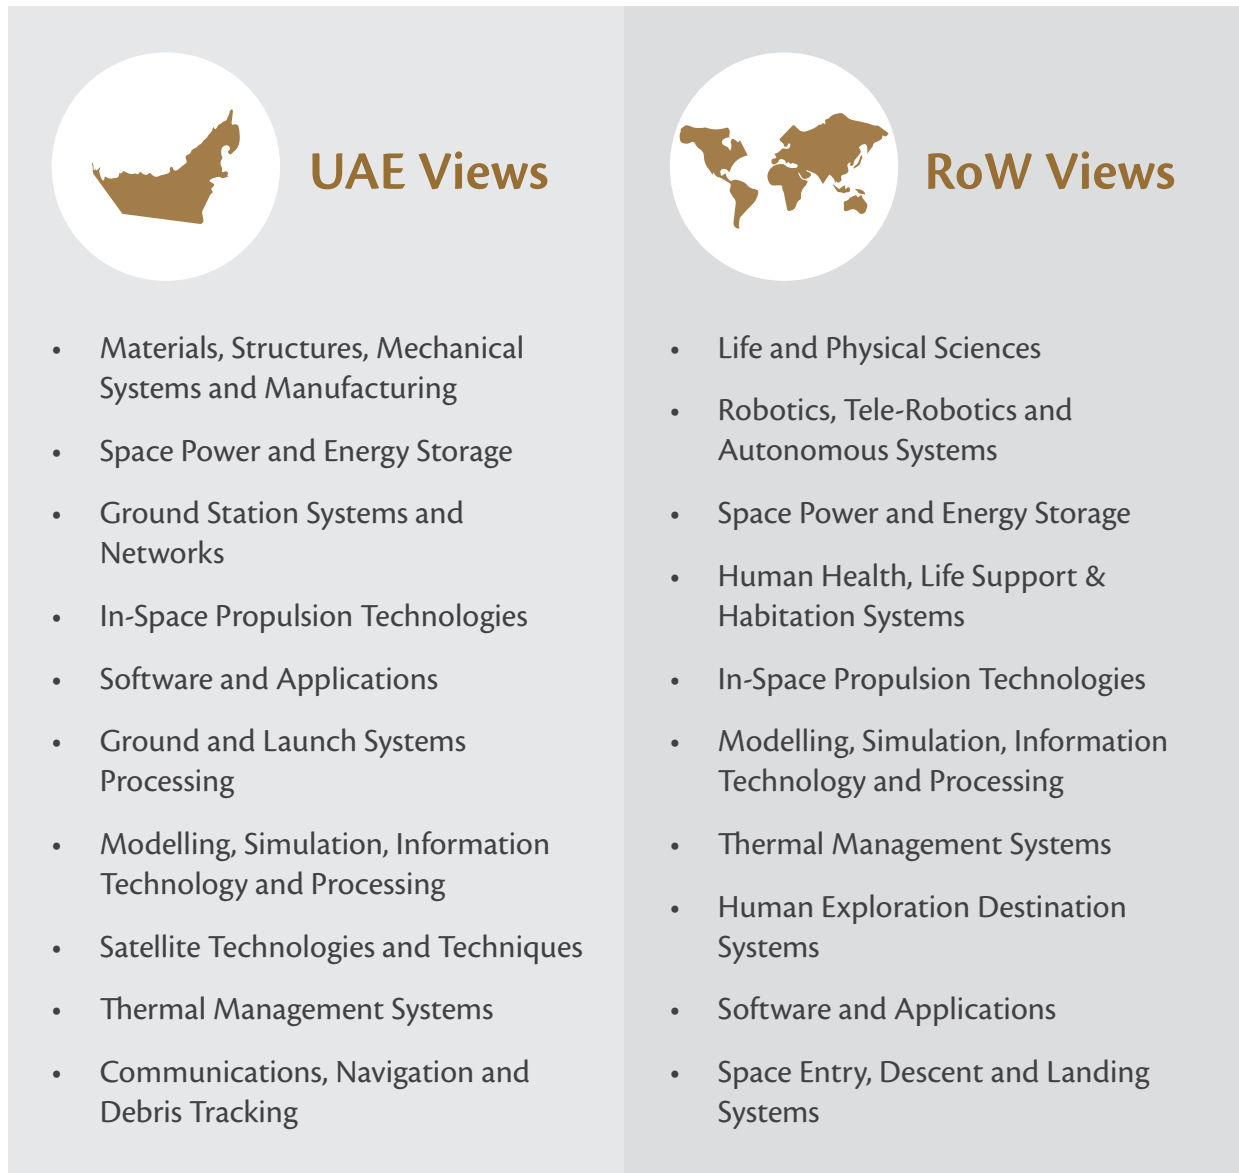 UAE Views
• Materials, Structures, Mechanical
Systems and Manufacturing
• Space Power and Energy Storage
• Ground Station Systems and
Networks
• In-Space Propulsion Technologies
• Software and Applications
• Ground and Launch Systems
Processing
• Modelling, Simulation, Information
Technology and Processing
• Satellite Technologies and Techniques
• Thermal Management Systems
• Communications, Navigation and
Debris Tracking
RoW Views
• Life and Physical Sciences
• Robotics, Tele-Robotics and
Autonomous Systems
• Space Power and Energy Storage
• Human Health, Life Support &
Habitation Systems
• In-Space Propulsion Technologies
• Modelling, Simulation, Information
Technology and Processing
• Thermal Management Systems
• Human Exploration Destination
Systems
• Software and Applications
• Space Entry, Descent and Landing
Systems